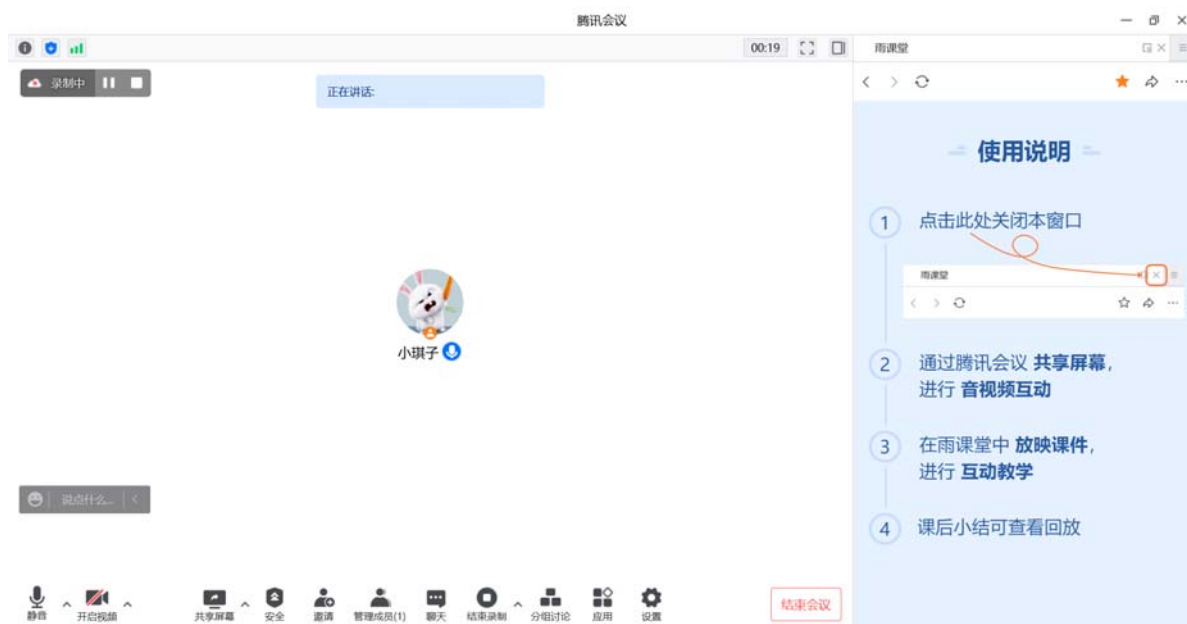 腾讯会议
00:19
雨课堂
录制中
正在讲话:
使用说明
1 点击此处关闭本窗口
雨课堂
小琪子
2 通过腾讯会议 共享屏幕,
进行 音视频互动
3 在雨课堂中 放映课件,
进行 互动教学
说点什么...
4 课后小结可查看回放
静音 开启视频 共享屏幕 安全 邀请 管理成员(1) 聊天 结束录制 分组讨论 应用 设置 结束会议